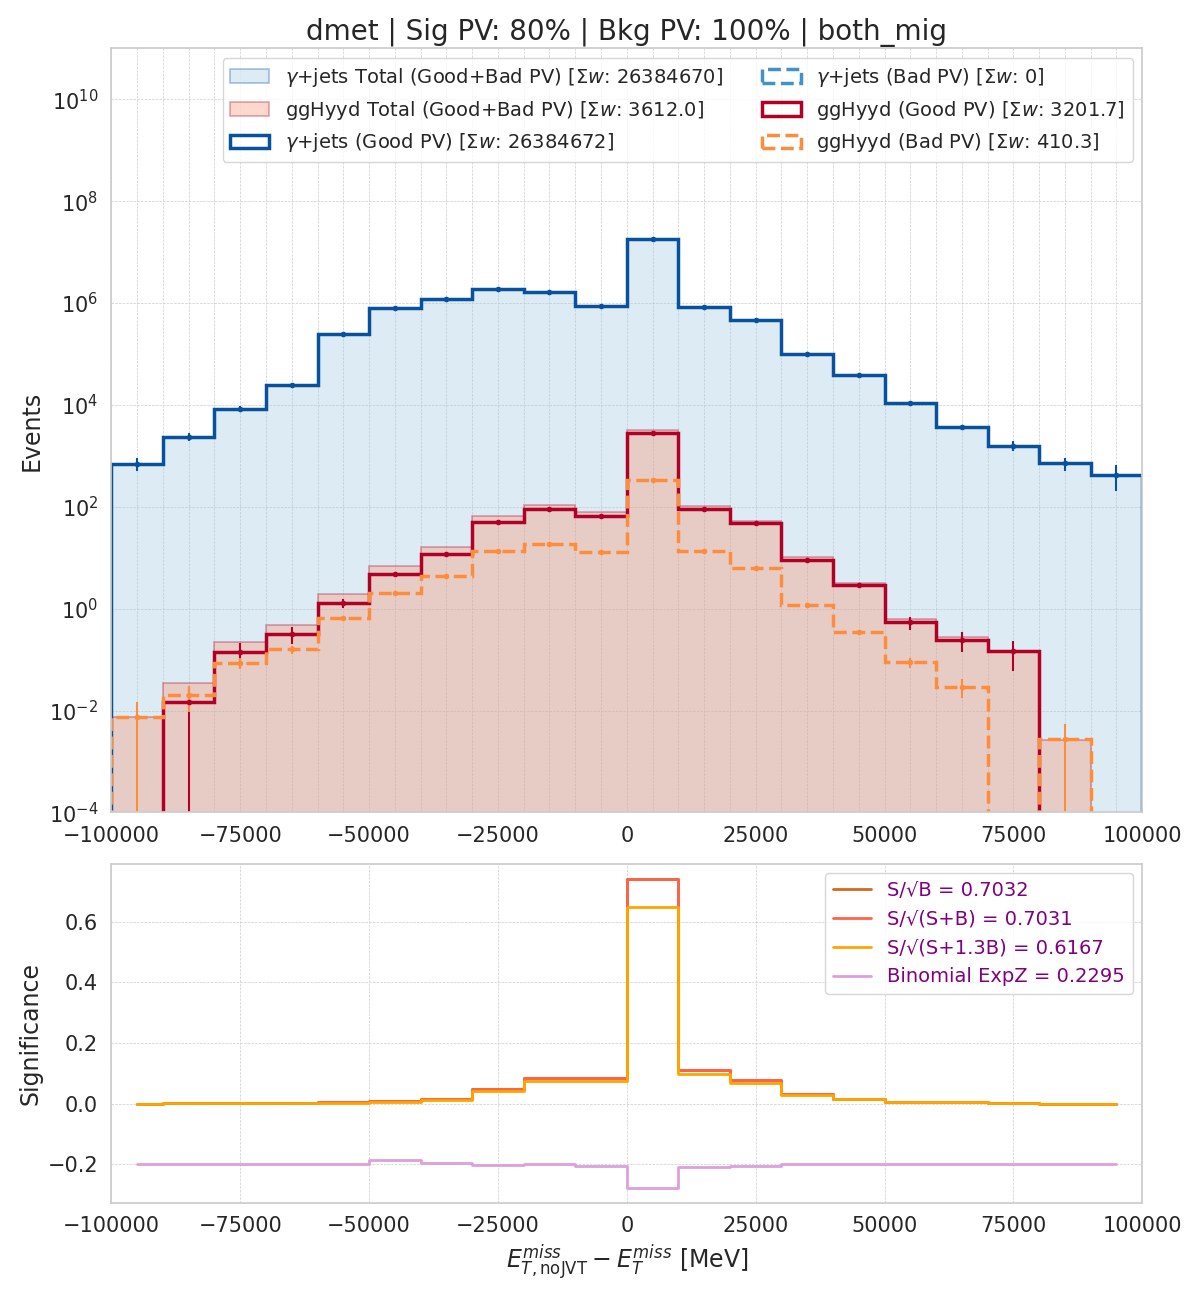 dmet | Sig PV: 80% | Bkg PV: 100% | both_mig
γ+jets Total (Good+Bad PV) [Σw: 26384670]
ggHyyd Total (Good+Bad PV) [Σw: 3612.0]
γ+jets (Good PV) [Σw: 26384672]
γ+jets (Bad PV) [Σw: 0]
ggHyyd (Good PV) [Σw: 3201.7]
ggHyyd (Bad PV) [Σw: 410.3]
Events
10^10
10^8
10^6
10^4
10^2
10^0
10^−2
10^−4
−100000 −75000 −50000 −25000 0 25000 50000 75000 100000
S/√B = 0.7032
S/√(S+B) = 0.7031
S/√(S+1.3B) = 0.6167
Binomial ExpZ = 0.2295
Significance
0.6
0.4
0.2
0.0
−0.2
−100000 −75000 −50000 −25000 0 25000 50000 75000 100000
E_{T,noJVT}^{miss} − E_T^{miss} [MeV]